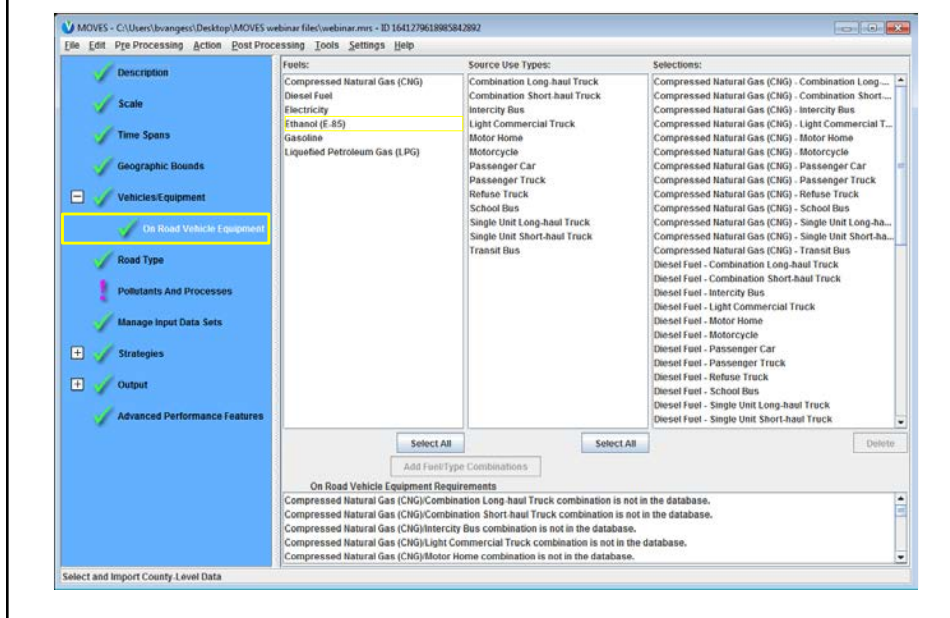 MOVES - C:\Users\bvangess\Desktop\MOVES webinar files\webinar.mrs - ID 1641279618985842892
File Edit Pre Processing Action Post Processing Tools Settings Help
Description
Scale
Time Spans
Geographic Bounds
Vehicles/Equipment
On Road Vehicle Equipment
Road Type
Pollutants And Processes
Manage Input Data Sets
Strategies
Output
Advanced Performance Features
Fuels:
Compressed Natural Gas (CNG)
Diesel Fuel
Electricity
Ethanol (E-85)
Gasoline
Liquefied Petroleum Gas (LPG)
Source Use Types:
Combination Long-haul Truck
Combination Short-haul Truck
Intercity Bus
Light Commercial Truck
Motor Home
Motorcycle
Passenger Car
Passenger Truck
Refuse Truck
School Bus
Single Unit Long-haul Truck
Single Unit Short-haul Truck
Transit Bus
Selections:
Compressed Natural Gas (CNG) - Combination Long-...
Compressed Natural Gas (CNG) - Combination Short-...
Compressed Natural Gas (CNG) - Intercity Bus
Compressed Natural Gas (CNG) - Light Commercial T...
Compressed Natural Gas (CNG) - Motor Home
Compressed Natural Gas (CNG) - Motorcycle
Compressed Natural Gas (CNG) - Passenger Car
Compressed Natural Gas (CNG) - Passenger Truck
Compressed Natural Gas (CNG) - Refuse Truck
Compressed Natural Gas (CNG) - School Bus
Compressed Natural Gas (CNG) - Single Unit Long-ha...
Compressed Natural Gas (CNG) - Single Unit Short-ha...
Compressed Natural Gas (CNG) - Transit Bus
Diesel Fuel - Combination Long-haul Truck
Diesel Fuel - Combination Short-haul Truck
Diesel Fuel - Intercity Bus
Diesel Fuel - Light Commercial Truck
Diesel Fuel - Motor Home
Diesel Fuel - Motorcycle
Diesel Fuel - Passenger Car
Diesel Fuel - Passenger Truck
Diesel Fuel - Refuse Truck
Diesel Fuel - School Bus
Diesel Fuel - Single Unit Long-haul Truck
Diesel Fuel - Single Unit Short-haul Truck
Select All
Select All
Delete
Add Fuel/Type Combinations
On Road Vehicle Equipment Requirements
Compressed Natural Gas (CNG)/Combination Long-haul Truck combination is not in the database.
Compressed Natural Gas (CNG)/Combination Short-haul Truck combination is not in the database.
Compressed Natural Gas (CNG)/Intercity Bus combination is not in the database.
Compressed Natural Gas (CNG)/Light Commercial Truck combination is not in the database.
Compressed Natural Gas (CNG)/Motor Home combination is not in the database.
Select and Import County-Level Data